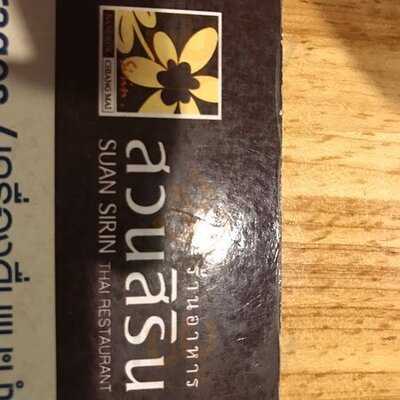 ร้านอาหาร
สวนสิริน
SUAN SIRIN THAI RESTAURANT
CHIANG MAI